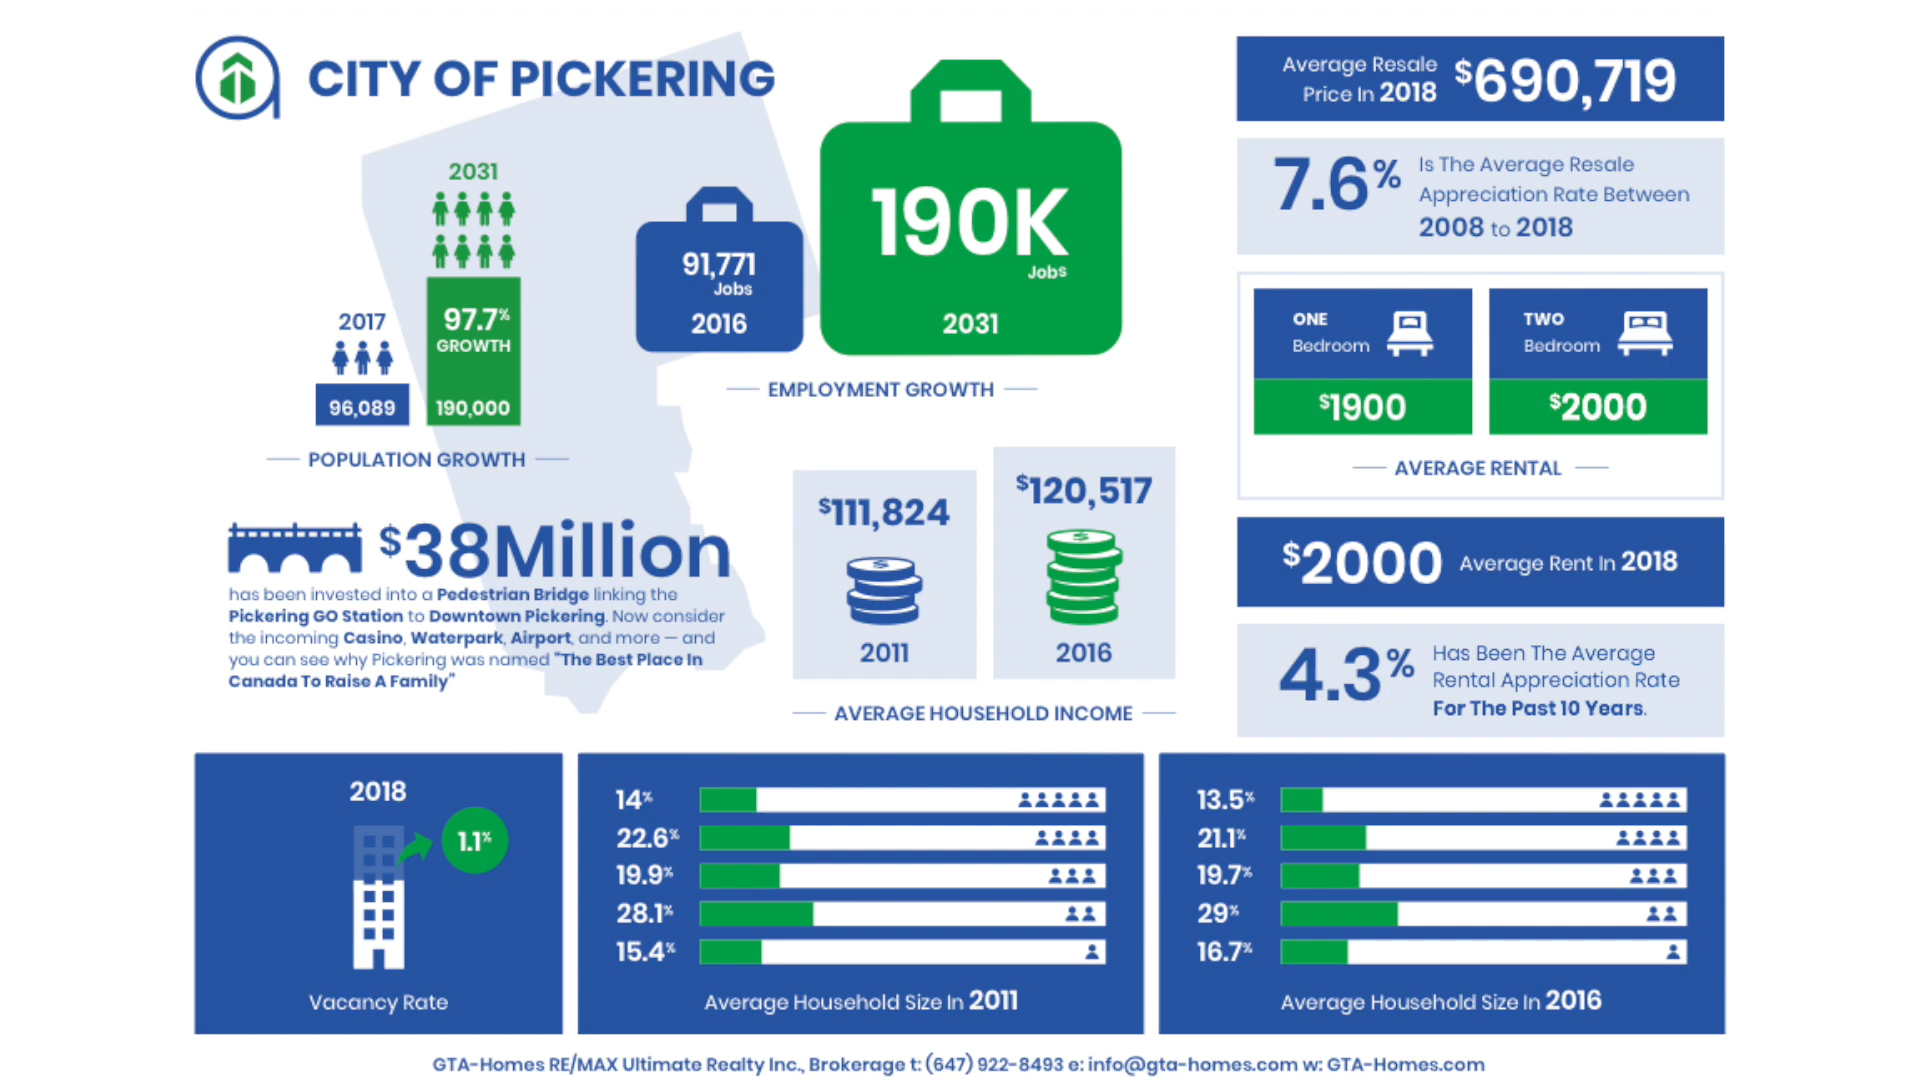 CITY OF PICKERING
2031
2017
97.7%
GROWTH
96,089
190,000
POPULATION GROWTH
91,771
Jobs
2016
190K
Jobs
2031
EMPLOYMENT GROWTH
$38Million
has been invested into a Pedestrian Bridge linking the
Pickering GO Station to Downtown Pickering. Now consider
the incoming Casino, Waterpark, Airport, and more — and
you can see why Pickering was named "The Best Place In
Canada To Raise A Family"
$111,824
2011
$120,517
2016
AVERAGE HOUSEHOLD INCOME
Average Resale
Price In 2018
$690,719
7.6%
Is The Average Resale
Appreciation Rate Between
2008 to 2018
ONE
Bedroom
$1900
TWO
Bedroom
$2000
AVERAGE RENTAL
$2000 Average Rent In 2018
4.3%
Has Been The Average
Rental Appreciation Rate
For The Past 10 Years.
2018
1.1%
Vacancy Rate
14%
22.6%
19.9%
28.1%
15.4%
Average Household Size In 2011
13.5%
21.1%
19.7%
29%
16.7%
Average Household Size In 2016
GTA-Homes RE/MAX Ultimate Realty Inc., Brokerage t: (647) 922-8493 e: info@gta-homes.com w: GTA-Homes.com